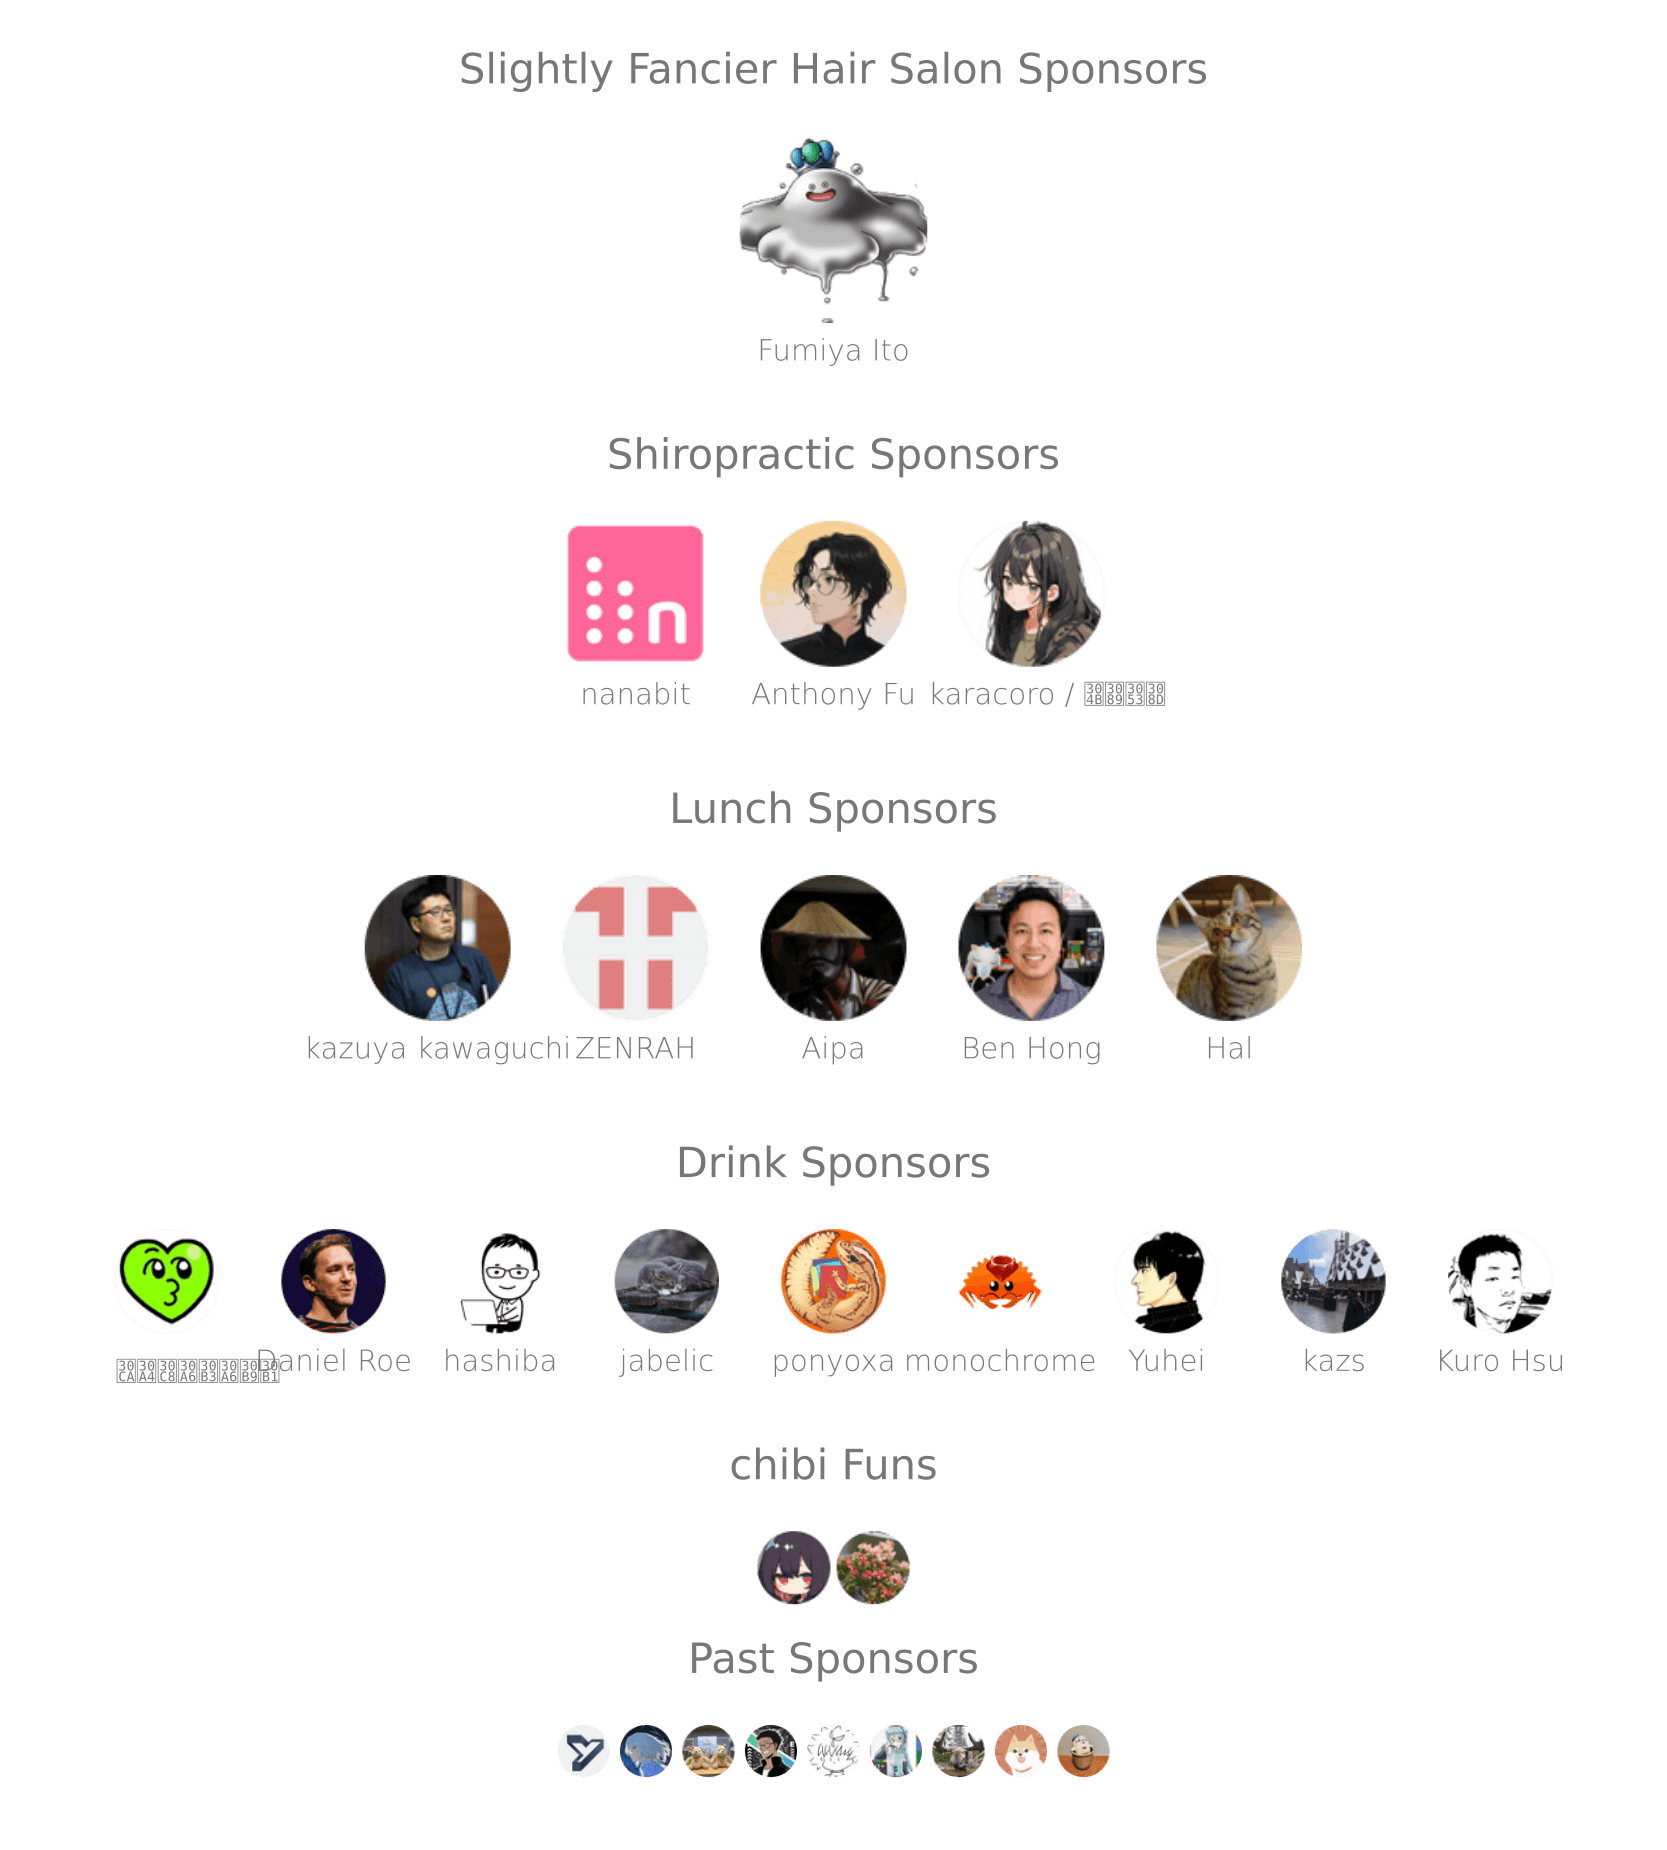 Slightly Fancier Hair Salon Sponsors
Fumiya Ito
Shiropractic Sponsors
n
nanabit Anthony Fu karacoro /
Lunch Sponsors
kazuya kawaguchi ZENRAH Aipa Ben Hong Hal
Drink Sponsors
Daniel Roe hashiba jabelic ponyoxa monochrome Yuhei kazs Kuro Hsu
chibi Funs
Past Sponsors